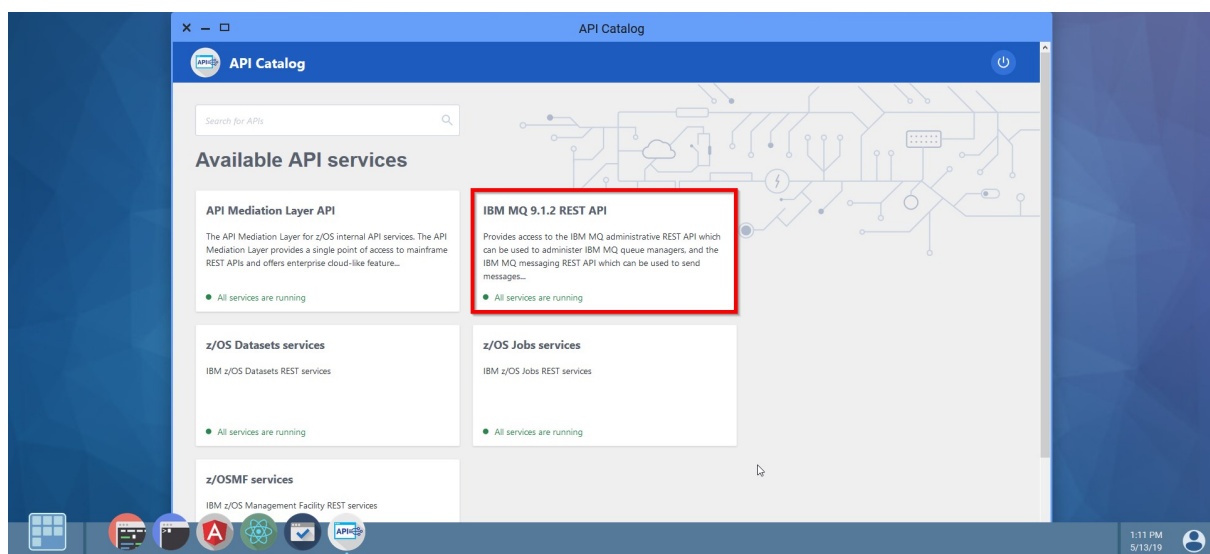 API Catalog
API
API Catalog
Search for APIs
Available API services
API Mediation Layer API
The API Mediation Layer for z/OS internal API services. The API
Mediation Layer provides a single point of access to mainframe
REST APIs and offers enterprise cloud-like feature...
All services are running
IBM MQ 9.1.2 REST API
Provides access to the IBM MQ administrative REST API which
can be used to administer IBM MQ queue managers, and the
IBM MQ messaging REST API which can be used to send
messages...
All services are running
z/OS Datasets services
IBM z/OS Datasets REST services
All services are running
z/OS Jobs services
IBM z/OS Jobs REST services
All services are running
z/OSMF services
IBM z/OS Management Facility REST services
A
API
1:11 PM
5/13/19